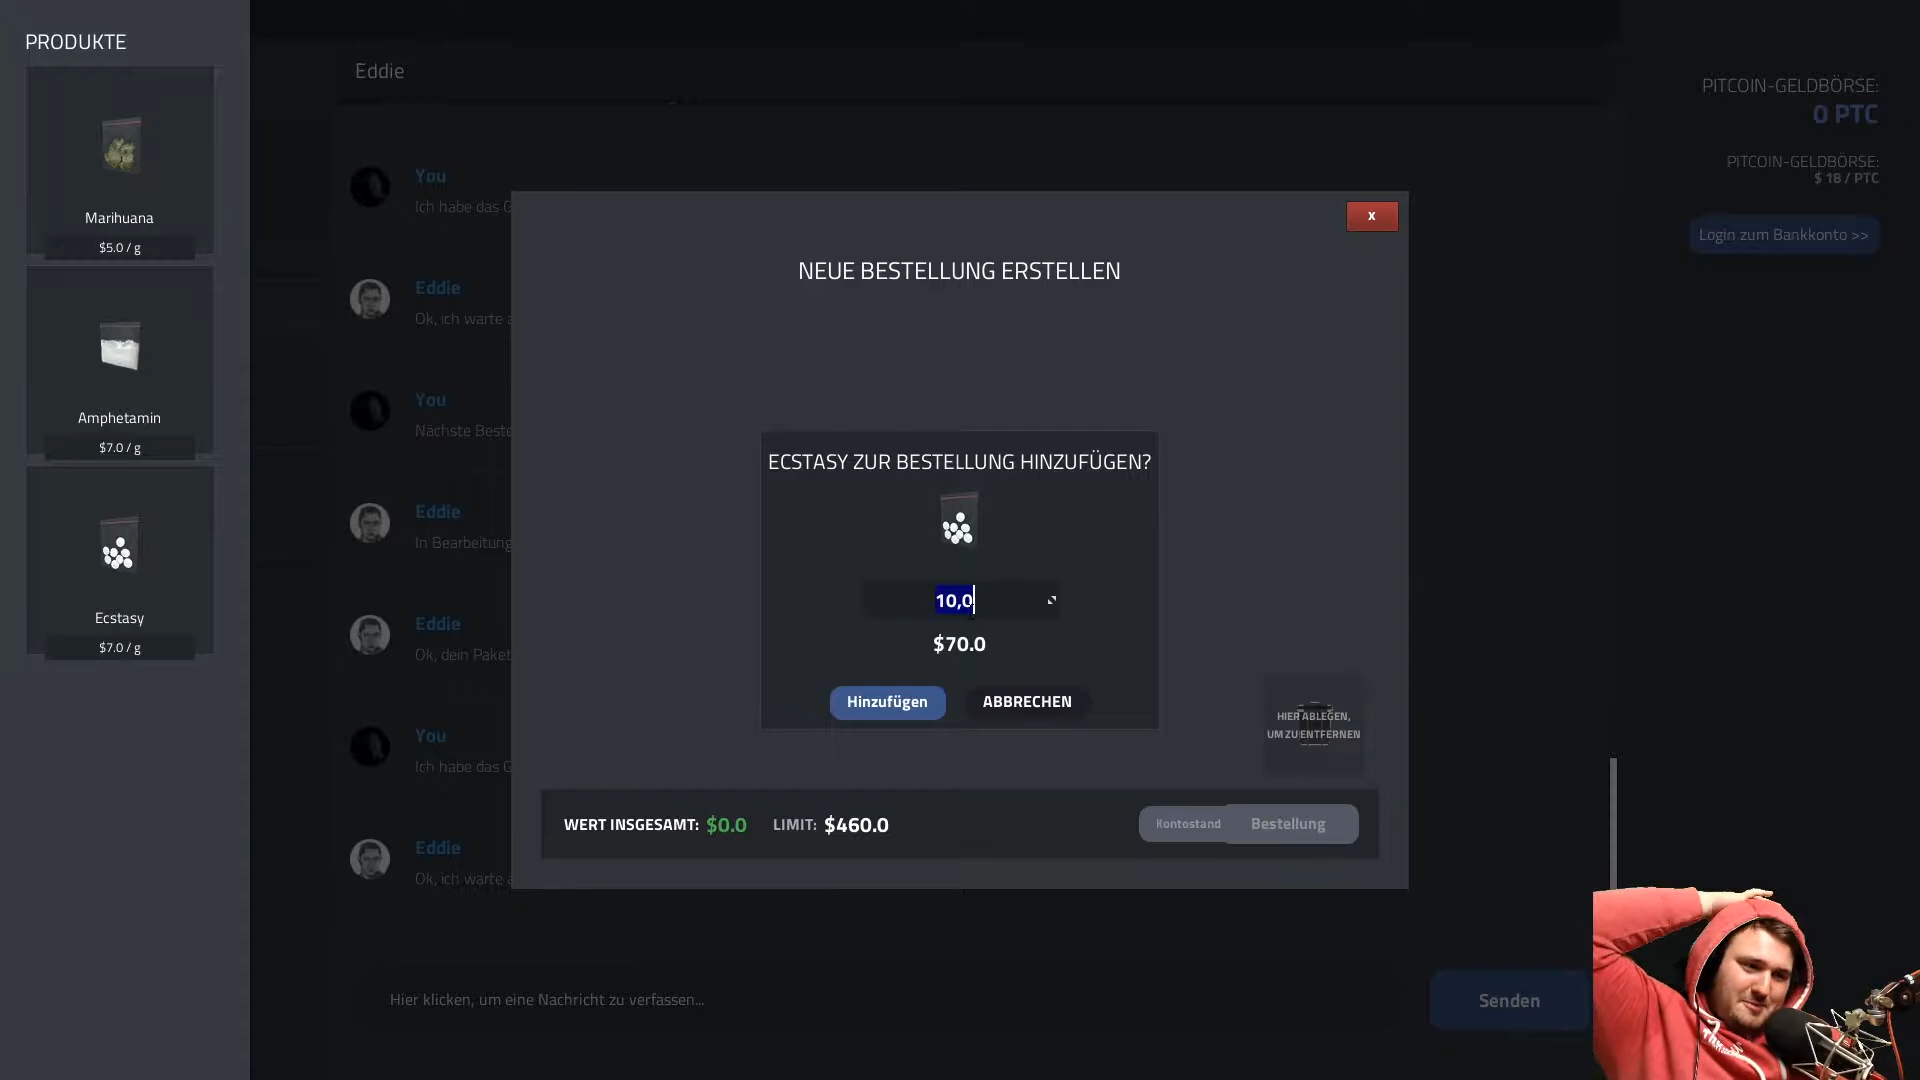 PRODUKTE
Marihuana
$5.0 / g
Amphetamin
$7.0 / g
Ecstasy
$7.0 / g
Eddie
You
Ich habe das G
Eddie
Ok, ich warte a
You
Nächste Beste
Eddie
In Bearbeitung
Eddie
Ok, dein Paket
You
Ich habe das G
Eddie
Ok, ich warte a
Hier klicken, um eine Nachricht zu verfassen...
Senden
x
NEUE BESTELLUNG ERSTELLEN
ECSTASY ZUR BESTELLUNG HINZUFÜGEN?
10,0
$70.0
Hinzufügen
ABBRECHEN
HIER ABLEGEN,
UM ZU ENTFERNEN
WERT INSGESAMT: $0.0 LIMIT: $460.0
Kontostand
Bestellung
PITCOIN-GELDBÖRSE:
0 PTC
PITCOIN-GELDBÖRSE:
$ 18 / PTC
Login zum Bankkonto >>